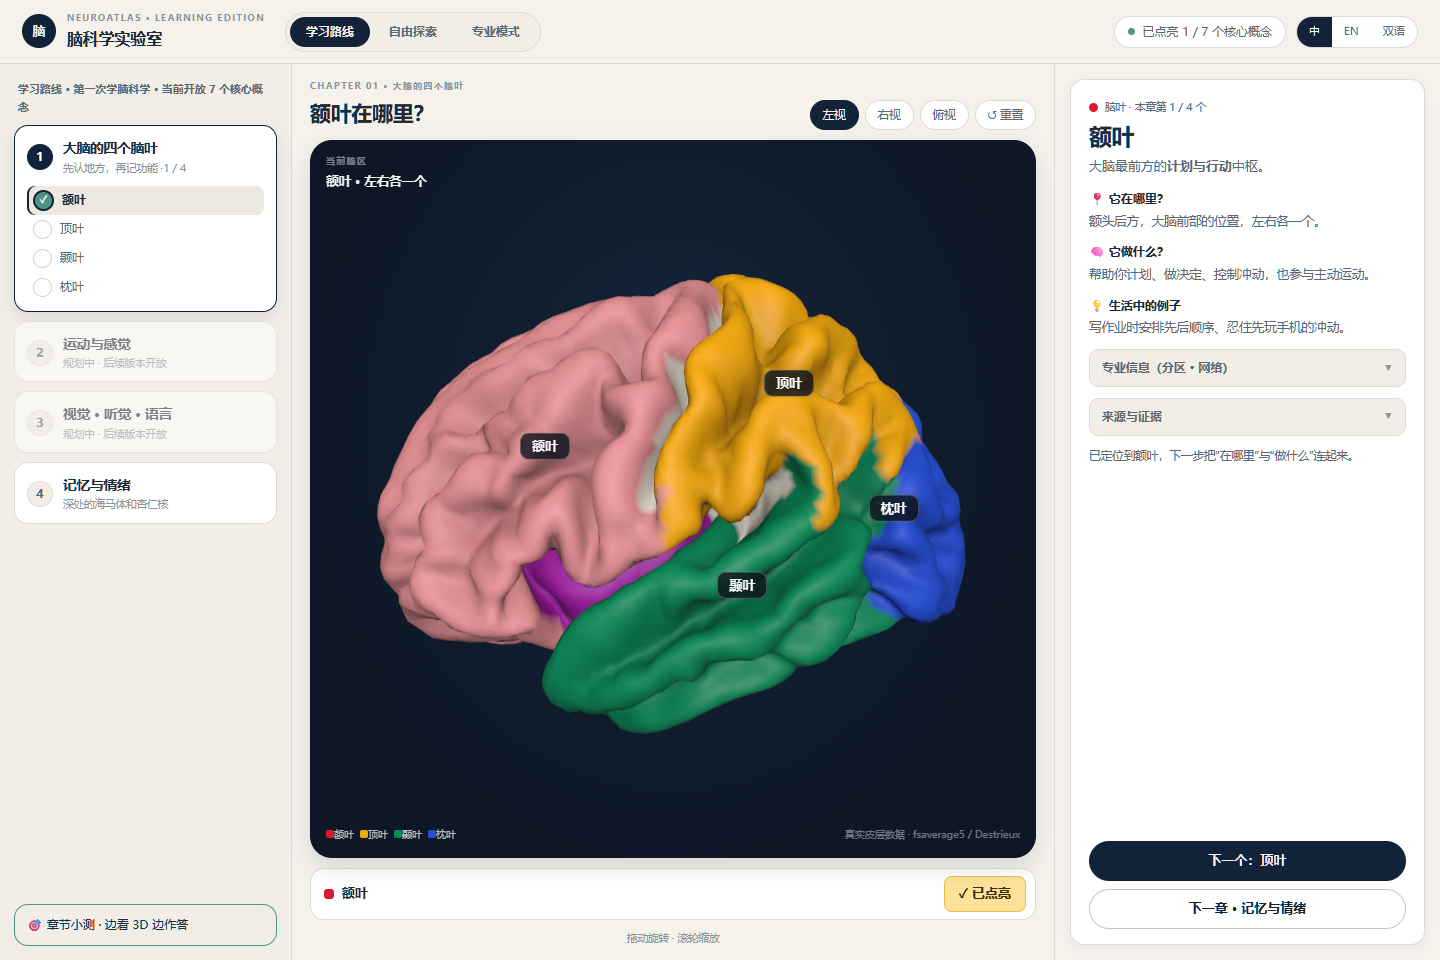 脑
NEUROATLAS • LEARNING EDITION
脑科学实验室
学习路线
自由探索
专业模式
已点亮 1 / 7 个核心概念
中
EN
双语
学习路线 • 第一次学脑科学 • 当前开放 7 个核心概
念
1
大脑的四个脑叶
先认地方，再记功能 ·1 / 4
✓ 额叶
顶叶
颞叶
枕叶
2
运动与感觉
规划中 · 后续版本开放
3
视觉 • 听觉 • 语言
规划中 · 后续版本开放
4
记忆与情绪
深处的海马体和杏仁核
🎯 章节小测 · 边看 3D 边作答
CHAPTER 01 • 大脑的四个脑叶
额叶在哪里？
左视
右视
俯视
↺ 重置
当前脑区
额叶 • 左右各一个
顶叶
额叶
枕叶
颞叶
额叶 顶叶 颞叶 枕叶
真实皮层数据 · fsaverage5 / Destrieux
额叶
✓ 已点亮
拖动旋转 · 滚轮缩放
脑叶 · 本章第 1 / 4 个
额叶
大脑最前方的计划与行动中枢。
📍 它在哪里？
额头后方，大脑前部的位置，左右各一个。
🧠 它做什么？
帮助你计划、做决定、控制冲动，也参与主动运动。
💡 生活中的例子
写作业时安排先后顺序、忍住先玩手机的冲动。
专业信息（分区 • 网络） ▼
来源与证据 ▼
已定位到额叶，下一步把“在哪里”与“做什么”连起来。
下一个：顶叶
下一章 • 记忆与情绪